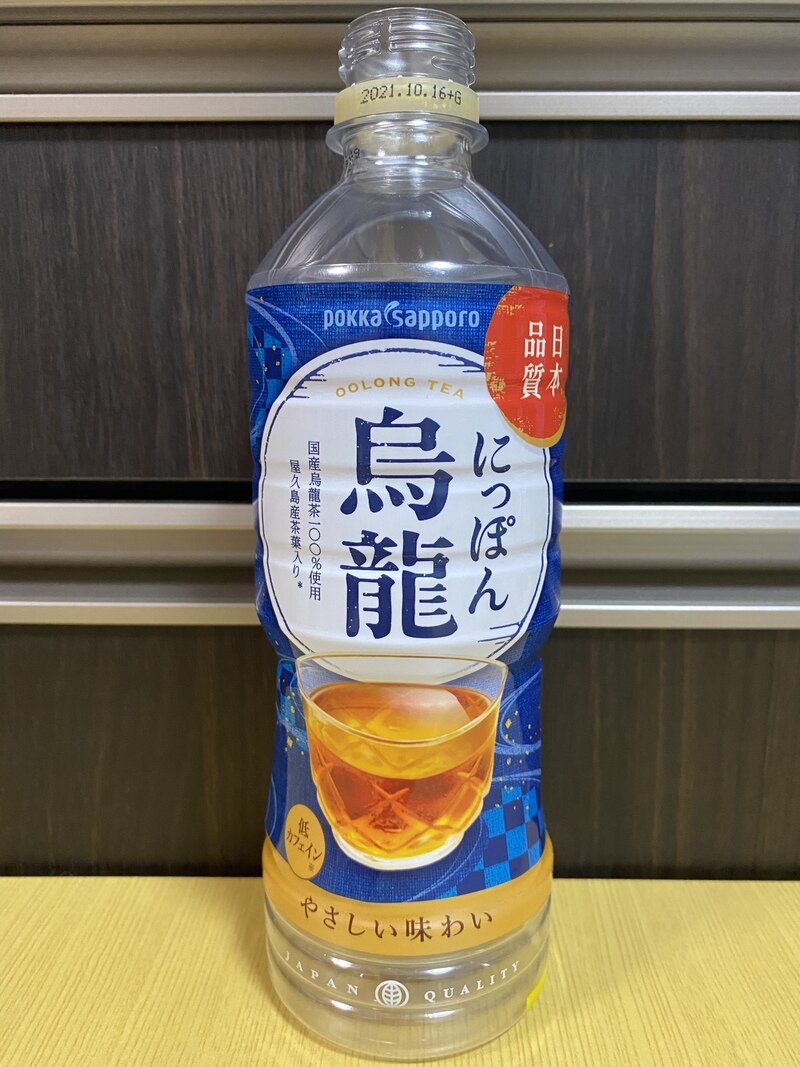 2021.10.16+G
pokka sapporo
日本
品質
OOLONG TEA
にっぽん
烏龍
国産烏龍茶一〇〇%使用
屋久島産茶葉入り*
低
カフェイン
やさしい味わい
JAPAN QUALITY